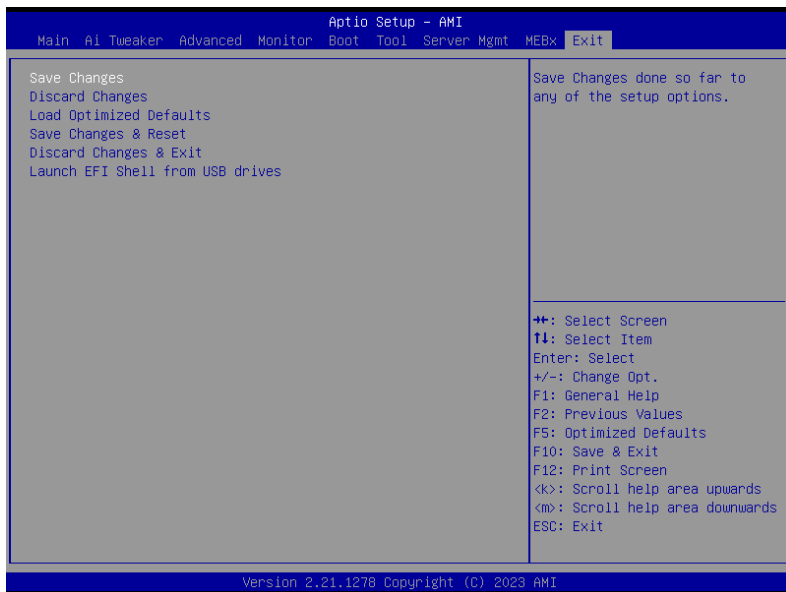 Aptio Setup - AMI
Main Ai Tweaker Advanced Monitor Boot Tool Server Mgmt MEBx Exit
Save Changes
Discard Changes
Load Optimized Defaults
Save Changes & Reset
Discard Changes & Exit
Launch EFI Shell from USB drives
Save Changes done so far to
any of the setup options.
→←: Select Screen
↑↓: Select Item
Enter: Select
+/-: Change Opt.
F1: General Help
F2: Previous Values
F5: Optimized Defaults
F10: Save & Exit
F12: Print Screen
<k>: Scroll help area upwards
<m>: Scroll help area downwards
ESC: Exit
Version 2.21.1278 Copyright (C) 2023 AMI